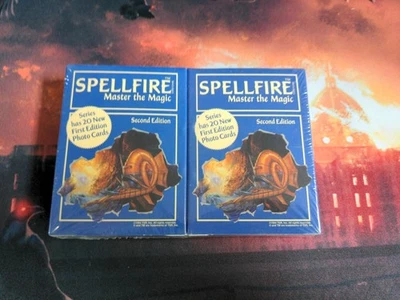 SPELLFIRE
Master the Magic
Series
has 20 New
First Edition
Photo Cards
Second Edition
SPELLFIRE
Master the Magic
Series
has 20 New
First Edition
Photo Cards
Second Edition